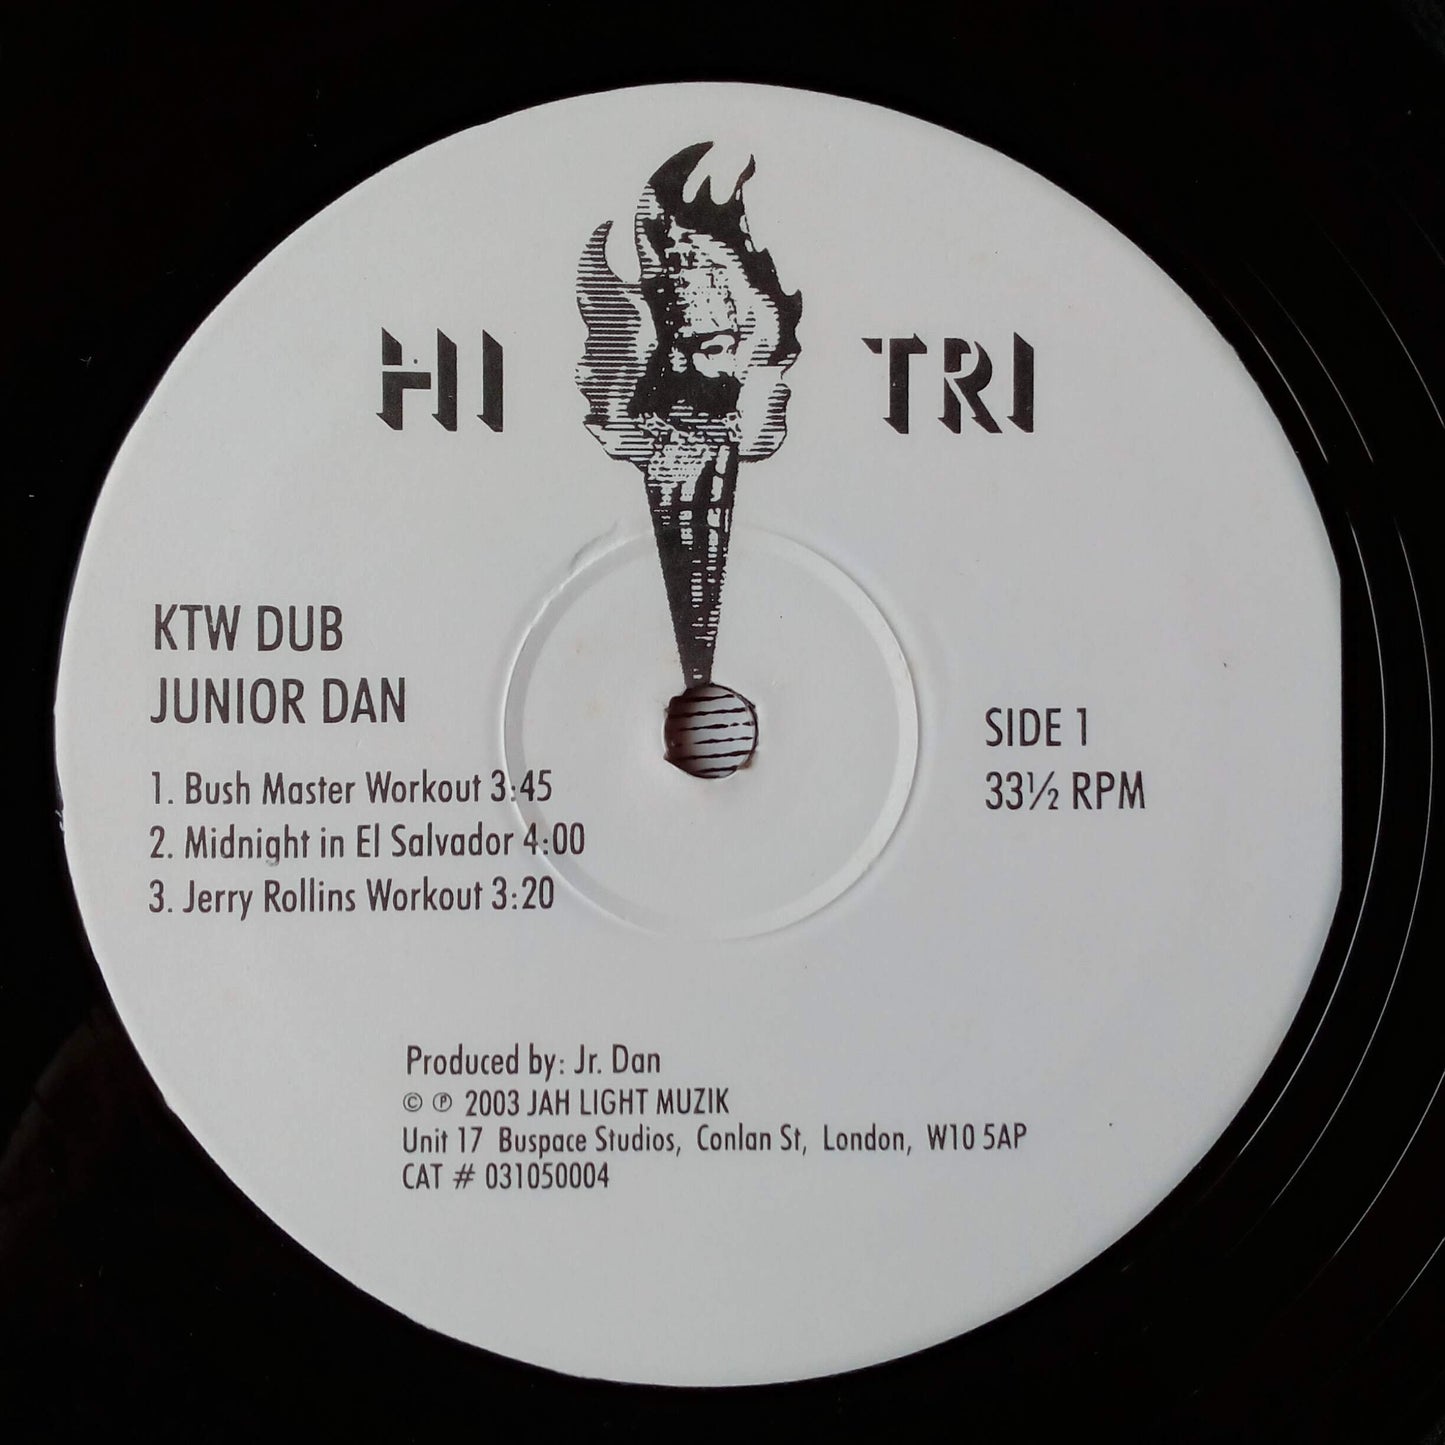 HI TRI
KTW DUB
JUNIOR DAN
1. Bush Master Workout 3:45
2. Midnight in El Salvador 4:00
3. Jerry Rollins Workout 3:20
SIDE 1
33½ RPM
Produced by: Jr. Dan
© ℗ 2003 JAH LIGHT MUZIK
Unit 17 Buspace Studios, Conlan St, London, W10 5AP
CAT # 031050004